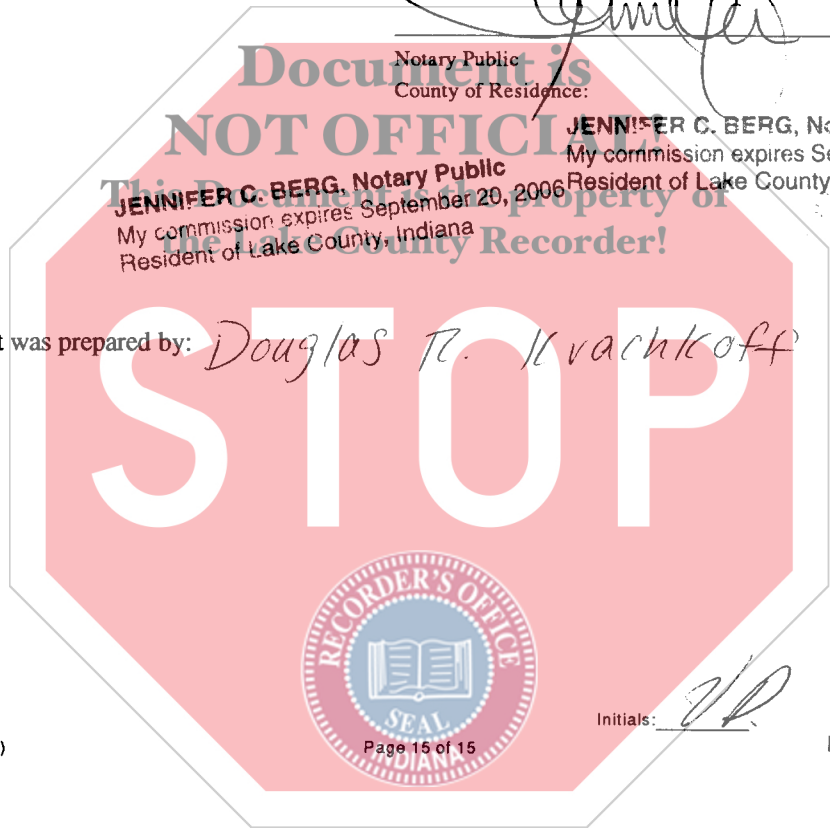 Document is
Notary Public
County of Residence:
NOT OFFICIAL!
JENNIFER C. BERG, No
My commission expires Se
Resident of Lake County
This Document is the property of
JENNIFER C. BERG, Notary Public
My commission expires September 20, 2006
Resident of Lake County, Indiana
the Lake County Recorder!
t was prepared by: Douglas R. Krachkoff
STOP
RECORDER'S OFFICE
SEAL
INDIANA
Initials:
)
Page 15 of 15